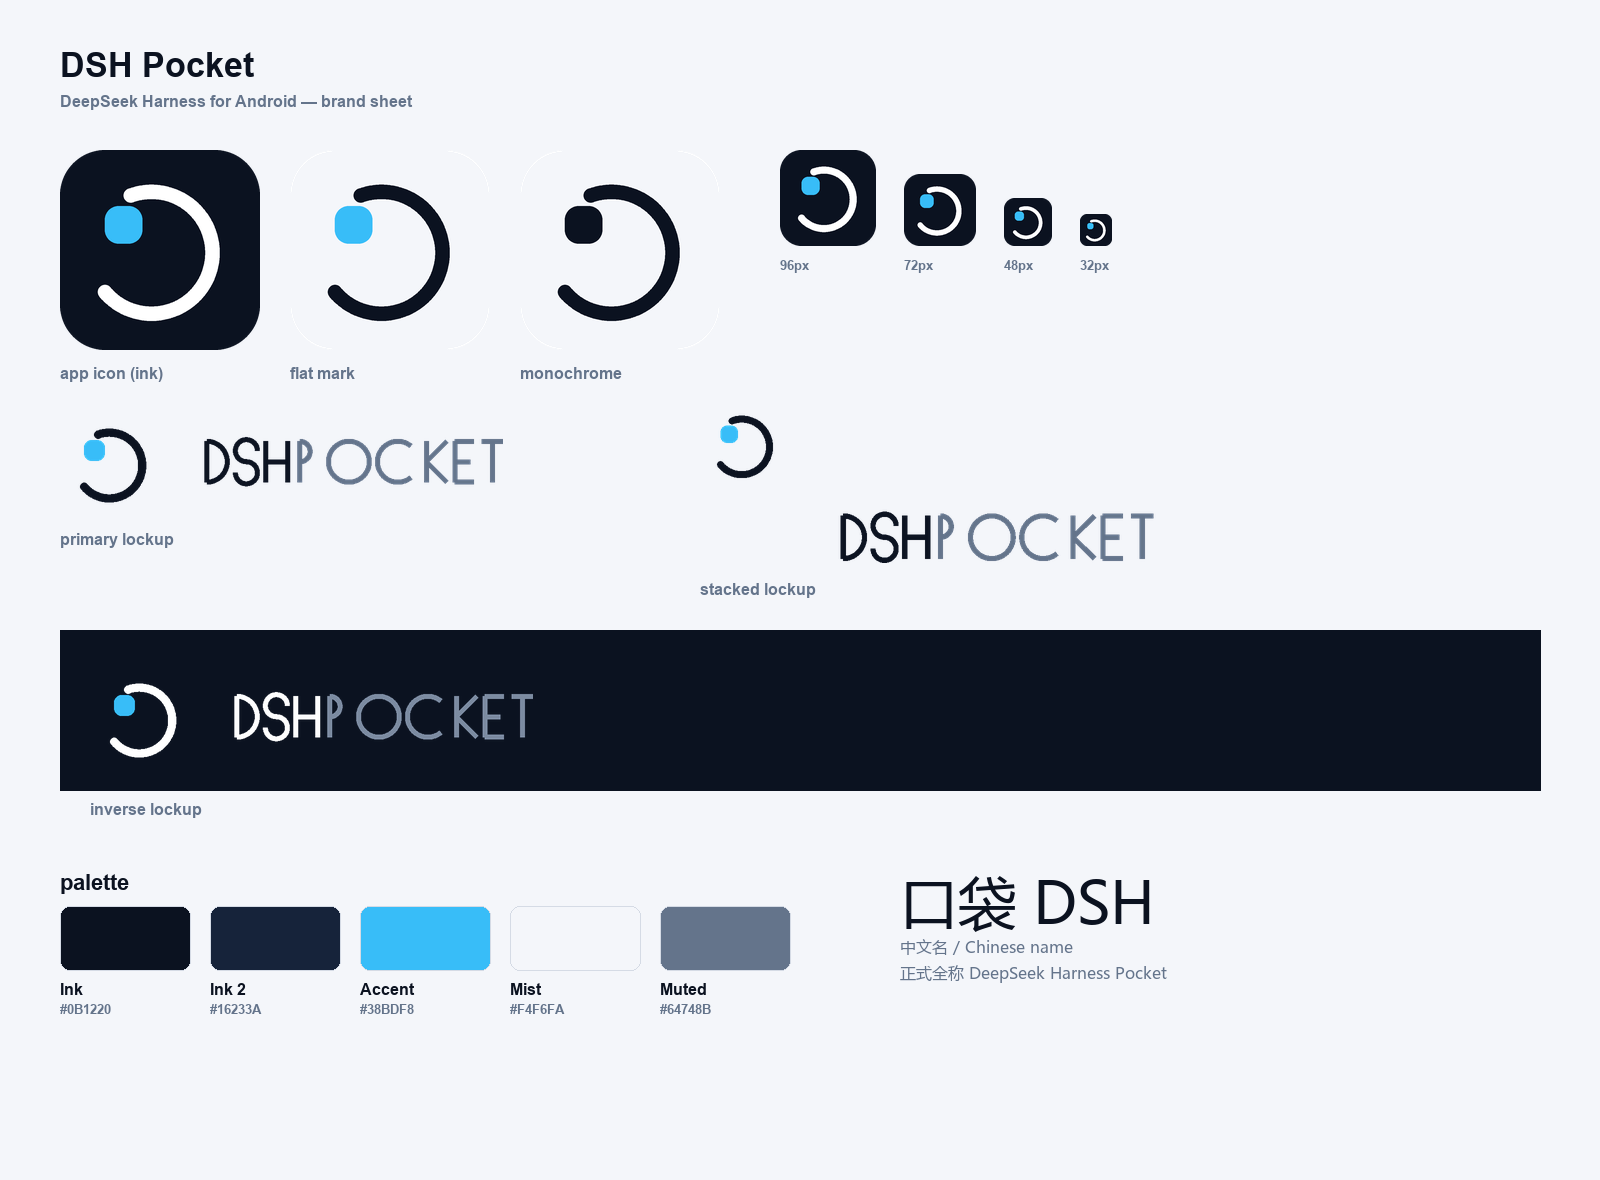 DSH Pocket
DeepSeek Harness for Android — brand sheet
app icon (ink)
flat mark
monochrome
96px
72px
48px
32px
DSHPOCKET
primary lockup
DSHPOCKET
stacked lockup
DSHPOCKET
inverse lockup
palette
Ink
#0B1220
Ink 2
#16233A
Accent
#38BDF8
Mist
#F4F6FA
Muted
#64748B
口袋 DSH
中文名 / Chinese name
正式全称 DeepSeek Harness Pocket